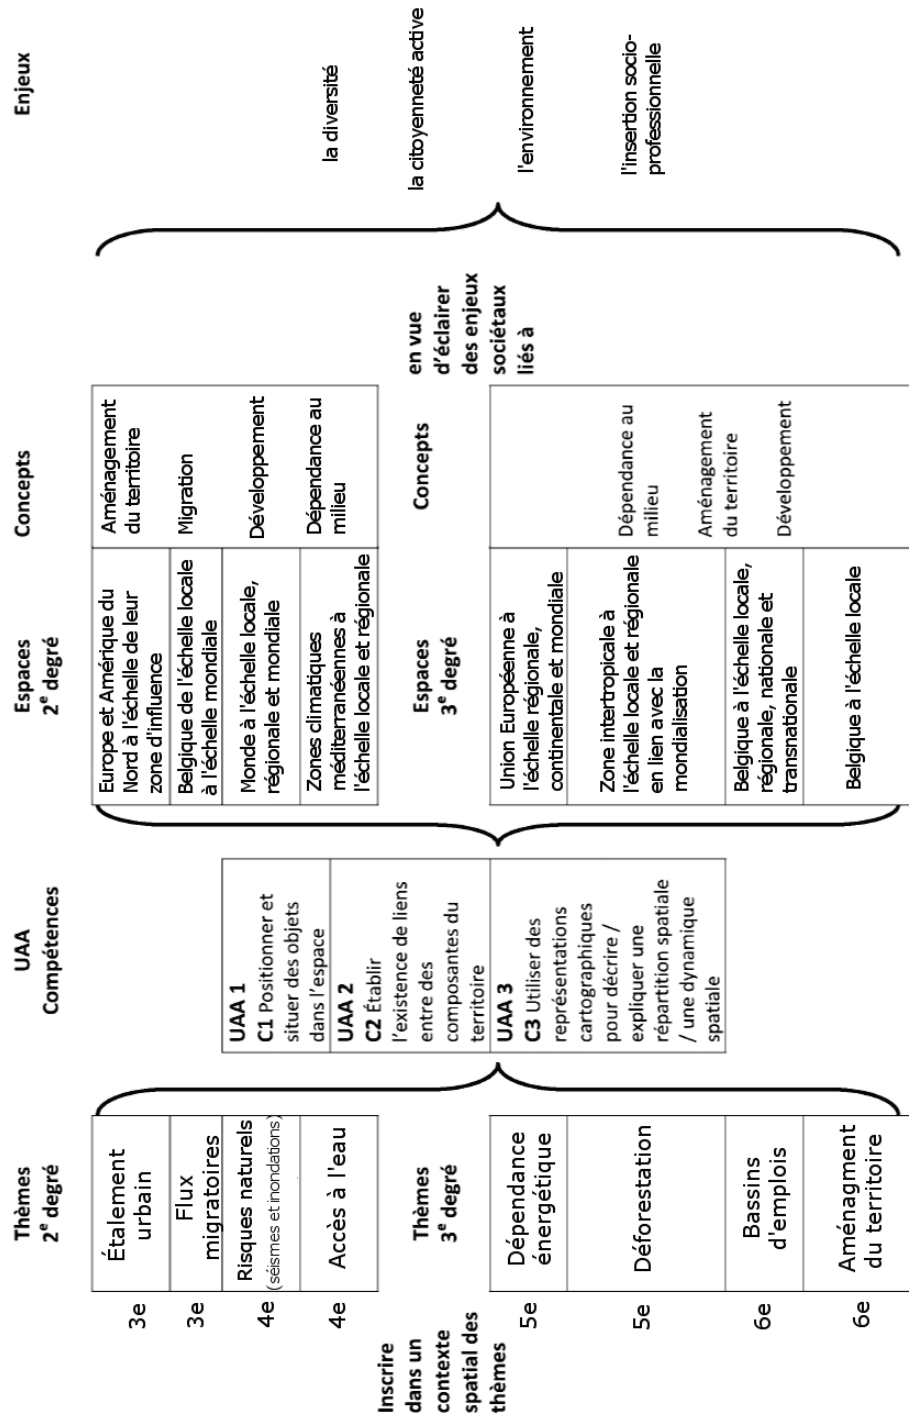 Inscrire
dans un
contexte
spatial des
thèmes
Thèmes
2e degré
3e
Étalement
urbain
3e
Flux
migratoires
4e
Risques naturels
(séismes et inondations)
4e
Accès à l'eau
Thèmes
3e degré
5e
Dépendance
énergétique
5e
Déforestation
6e
Bassins
d'emplois
6e
Aménagment
du territoire
UAA
Compétences
UAA 1
C1 Positionner et
situer des objets
dans l'espace
UAA 2
C2 Établir
l'existence de liens
entre des
composantes du
territoire
UAA 3
C3 Utiliser des
représentations
cartographiques
pour décrire /
expliquer une
répartition spatiale
/ une dynamique
spatiale
Espaces
2e degré
Europe et Amérique du
Nord à l'échelle de leur
zone d'influence
Belgique de l'échelle locale
à l'échelle mondiale
Monde à l'échelle locale,
régionale et mondiale
Zones climatiques
méditerranéennes à
l'échelle locale et régionale
Espaces
3e degré
Union Européenne à
l'échelle régionale,
continentale et mondiale
Zone intertropicale à
l'échelle locale et régionale
en lien avec la
mondialisation
Belgique à l'échelle locale,
régionale, nationale et
transnationale
Belgique à l'échelle locale
Concepts
Aménagement
du territoire
Migration
Développement
Dépendance au
milieu
Concepts
Dépendance au
milieu
Aménagement
du territoire
Développement
en vue
d'éclairer
des enjeux
sociétaux
liés à
Enjeux
la diversité
la citoyenneté active
l'environnement
l'insertion socio-
professionnelle